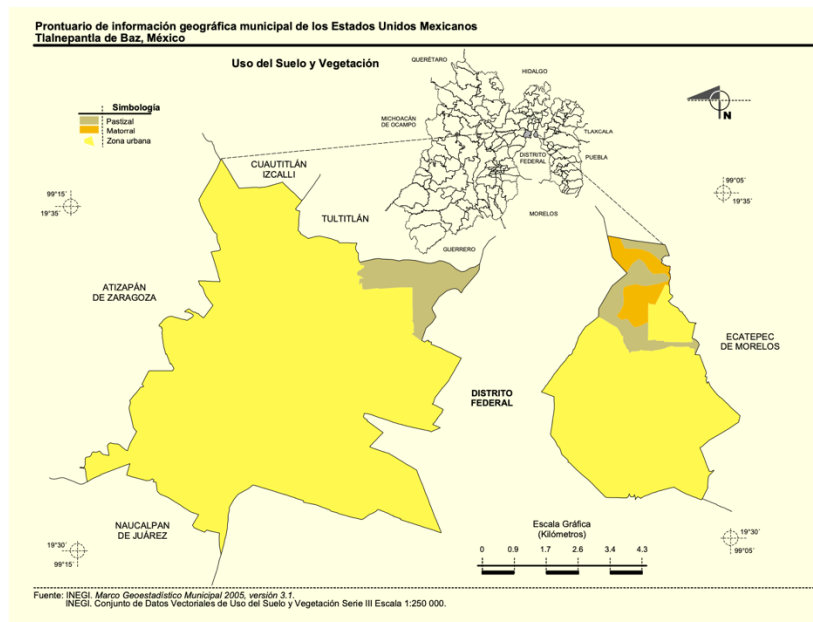 Prontuario de información geográfica municipal de los Estados Unidos Mexicanos
Tlalnepantla de Baz, México
Uso del Suelo y Vegetación
Simbología
Pastizal
Matorral
Zona urbana
QUERÉTARO
HIDALGO
MICHOACÁN
DE OCAMPO
TLAXCALA
DISTRITO
FEDERAL
PUEBLA
MORELOS
GUERRERO
N
99°15´
19°35´
99°05´
19°35´
CUAUTITLÁN
IZCALLI
TULTITLÁN
ATIZAPÁN
DE ZARAGOZA
ECATEPEC
DE MORELOS
DISTRITO
FEDERAL
NAUCALPAN
DE JUÁREZ
19°30´
99°15´
Escala Gráfica
(Kilómetros)
0 0.9 1.7 2.6 3.4 4.3
19°30´
99°05´
Fuente: INEGI. Marco Geoestadístico Municipal 2005, versión 3.1.
INEGI. Conjunto de Datos Vectoriales de Uso del Suelo y Vegetación Serie III Escala 1:250 000.